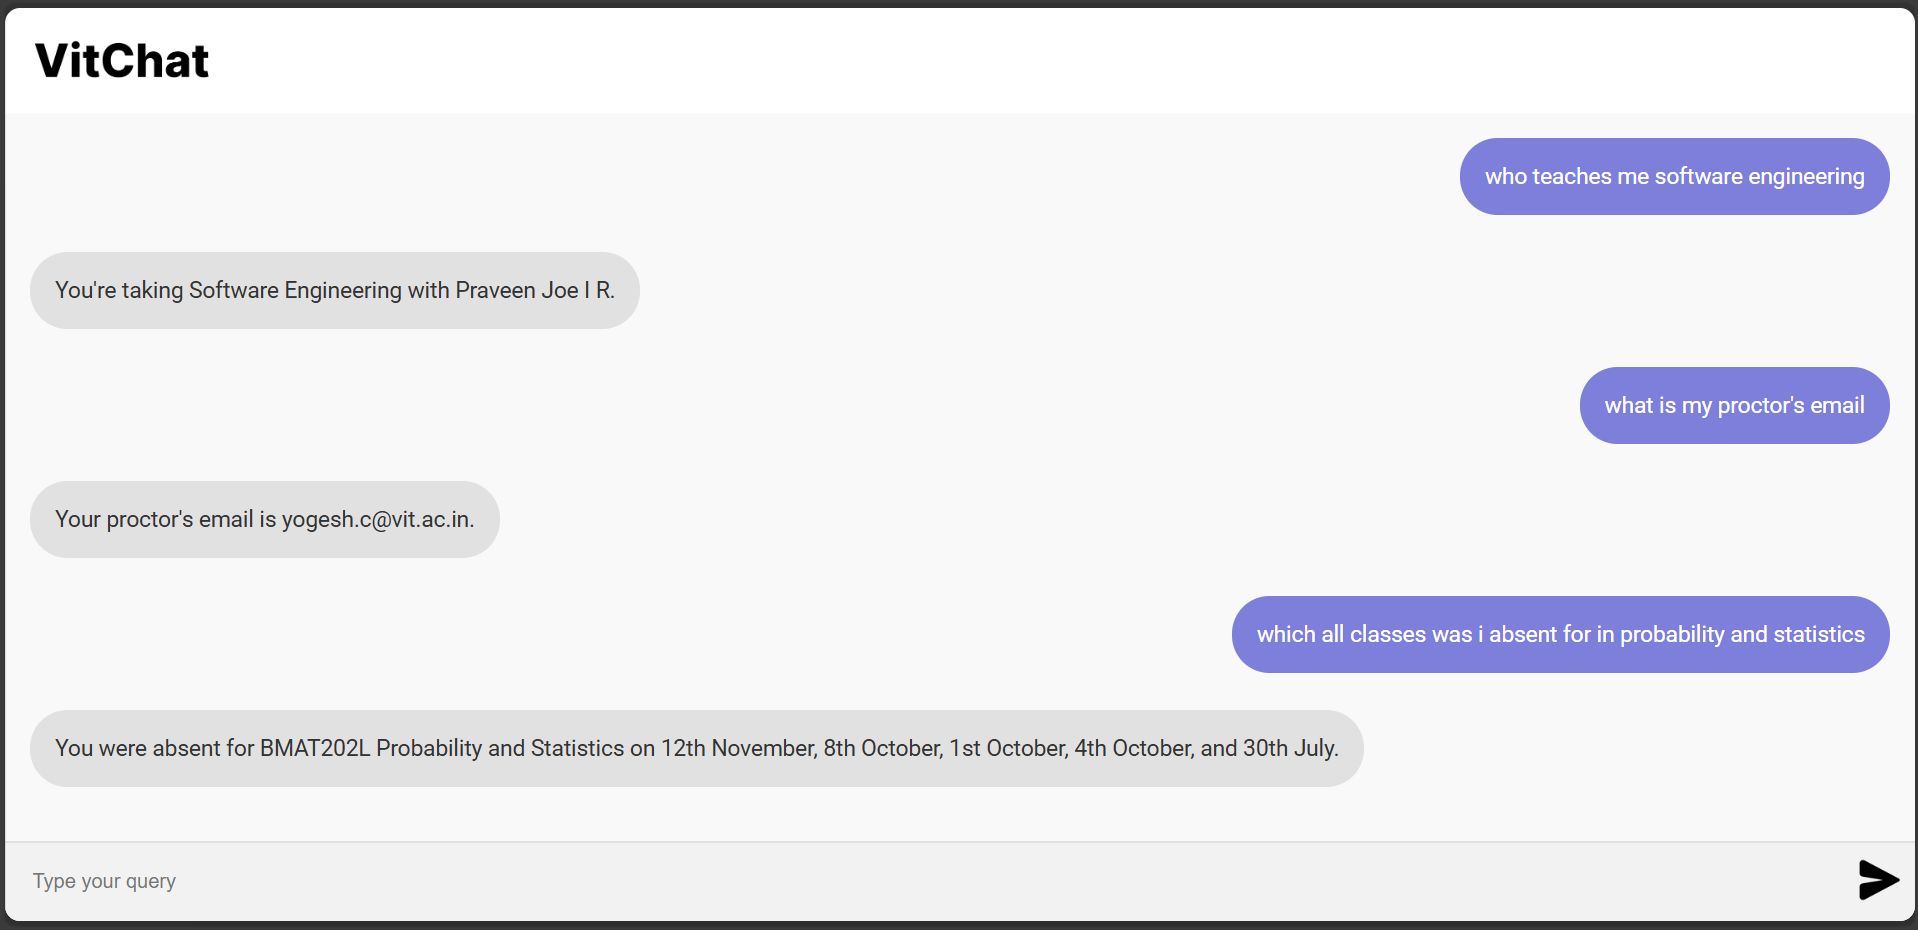 VitChat
who teaches me software engineering
You're taking Software Engineering with Praveen Joe I R.
what is my proctor's email
Your proctor's email is yogesh.c@vit.ac.in.
which all classes was i absent for in probability and statistics
You were absent for BMAT202L Probability and Statistics on 12th November, 8th October, 1st October, 4th October, and 30th July.
Type your query